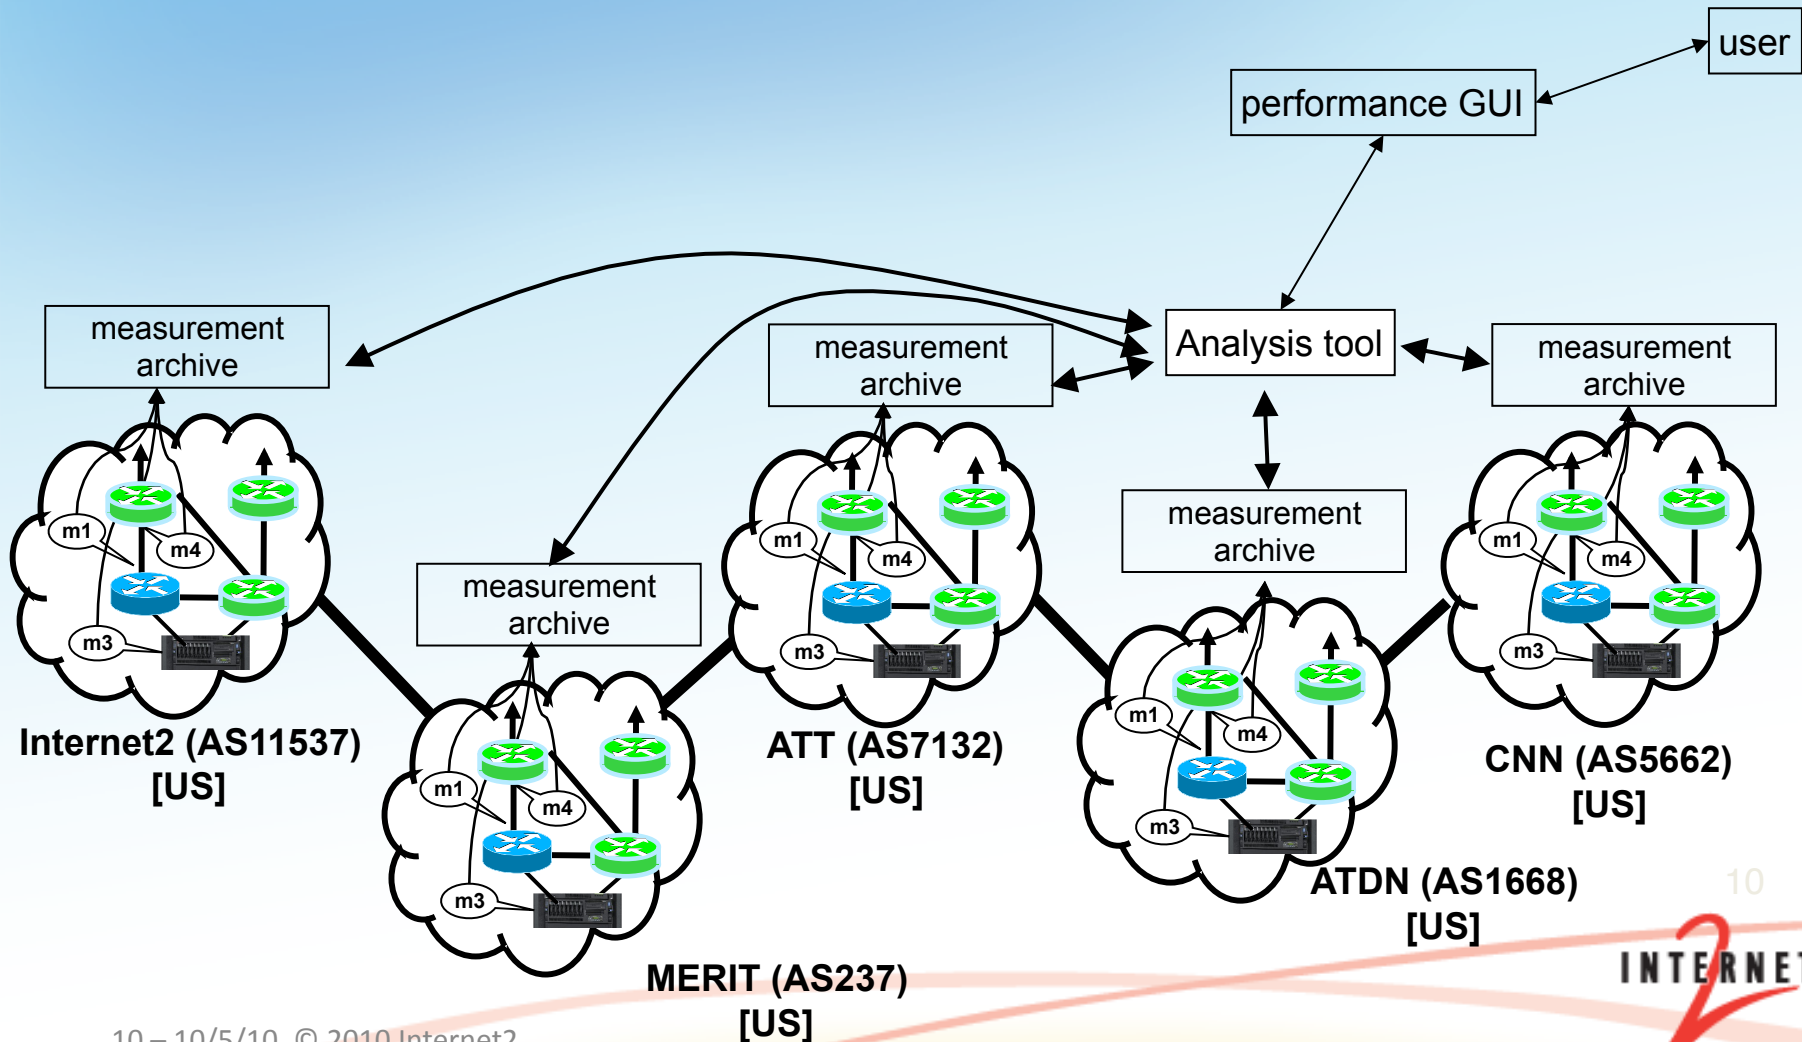 user
performance GUI
Analysis tool
measurement
archive
measurement
archive
measurement
archive
measurement
archive
measurement
archive
m1
m4
m3
Internet2 (AS11537)
[US]
m1
m4
m3
MERIT (AS237)
[US]
m1
m4
m3
ATT (AS7132)
[US]
m1
m4
m3
ATDN (AS1668)
[US]
m1
m4
m3
CNN (AS5662)
[US]
10
INTERNET
2
10 – 10/5/10, © 2010 Internet2